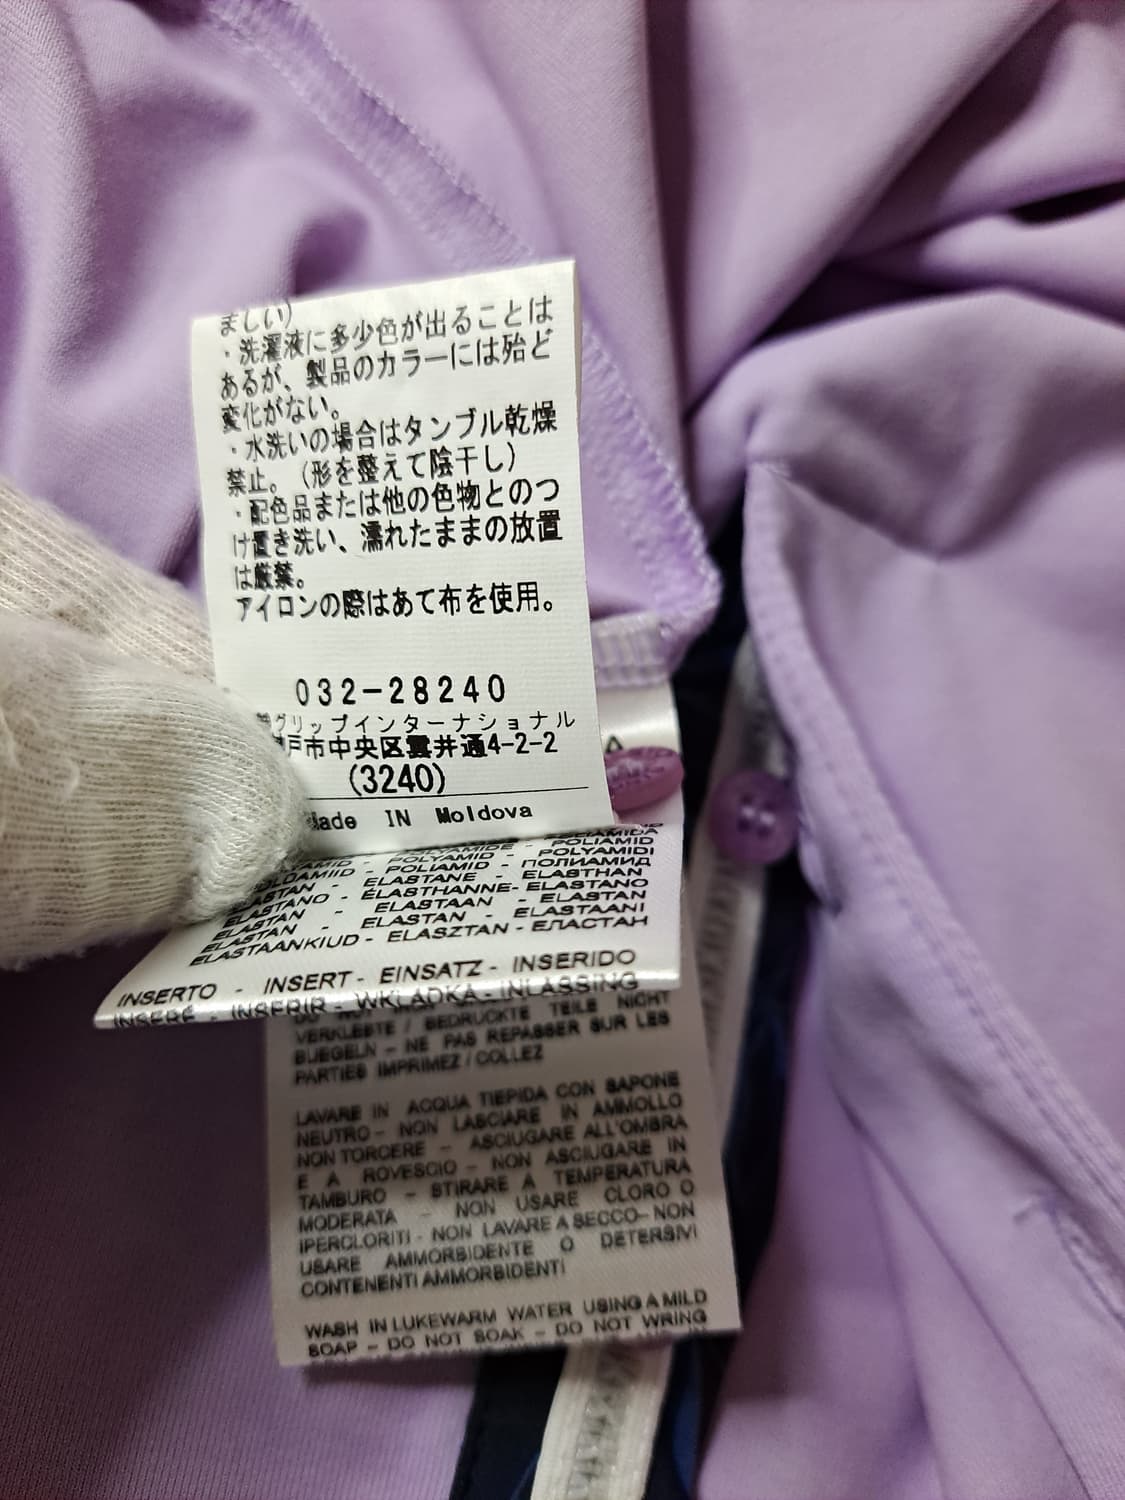 ましい)
・洗濯液に多少色が出ることは
あるが、製品のカラーには殆ど
変化がない。
・水洗いの場合はタンブル乾燥
禁止。(形を整えて陰干し)
・配色品または他の色物とのつ
け置き洗い、濡れたままの放置
は厳禁。
アイロンの際はあて布を使用。
032-28240
グリップインターナショナル
戸市中央区雲井通4-2-2
(3240)
Made IN Moldova
POLIAMIDA
POLYAMIDE - POLIAMID
POLYAMID - POLYAMIDI
POLIAMID - ПОЛИАМИД
ELASTAN - ELASTANE - ELASTHAN
ELASTANO - ÉLASTHANNE- ELASTANO
ELASTAN - ELASTAAN - ELASTAN
ELASTAN - ELASTAN - ELASTAANI
ELASTAANKIUD - ELASZTAN - ЕЛАСТАН
INSERTO - INSERT - EINSATZ - INSERIDO
INSERÉ - INSERIR - WKŁADKA - INLASSING
TEILE NICHT
VERKLEBTE / BEDRUCKTE
BUEGELN - NE PAS REPASSER SUR LES
PARTIES IMPRIMEZ / COLLEZ
LAVARE IN ACQUA TIEPIDA CON SAPONE
NEUTRO - NON LASCIARE IN AMMOLLO
NON TORCERE - ASCIUGARE ALL'OMBRA
E A ROVESCIO - NON ASCIUGARE IN
TAMBURO - STIRARE A TEMPERATURA
MODERATA - NON USARE CLORO O
IPERCLORITI - NON LAVARE A SECCO - NON
USARE AMMORBIDENTE O DETERSIVI
CONTENENTI AMMORBIDENTI
WASH IN LUKEWARM WATER USING A MILD
SOAP - DO NOT SOAK - DO NOT WRING